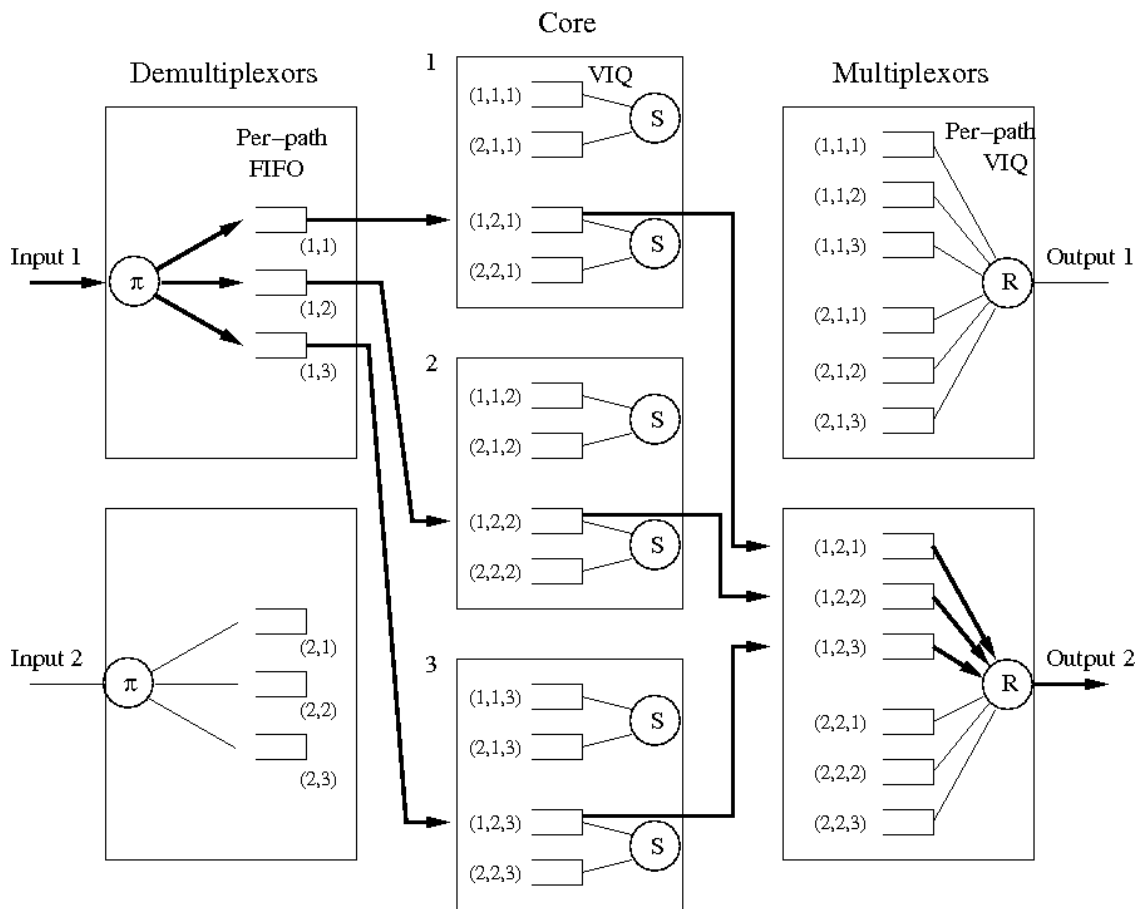 Core
Demultiplexors
Multiplexors
Per-path
FIFO
(1,1)
(1,2)
(1,3)
Input 1
π
Input 2
π
(2,1)
(2,2)
(2,3)
1
VIQ
(1,1,1)
(2,1,1)
S
(1,2,1)
(2,2,1)
S
2
(1,1,2)
(2,1,2)
S
(1,2,2)
(2,2,2)
S
3
(1,1,3)
(2,1,3)
S
(1,2,3)
(2,2,3)
S
Per-path
VIQ
(1,1,1)
(1,1,2)
(1,1,3)
(2,1,1)
(2,1,2)
(2,1,3)
R
Output 1
(1,2,1)
(1,2,2)
(1,2,3)
(2,2,1)
(2,2,2)
(2,2,3)
R
Output 2